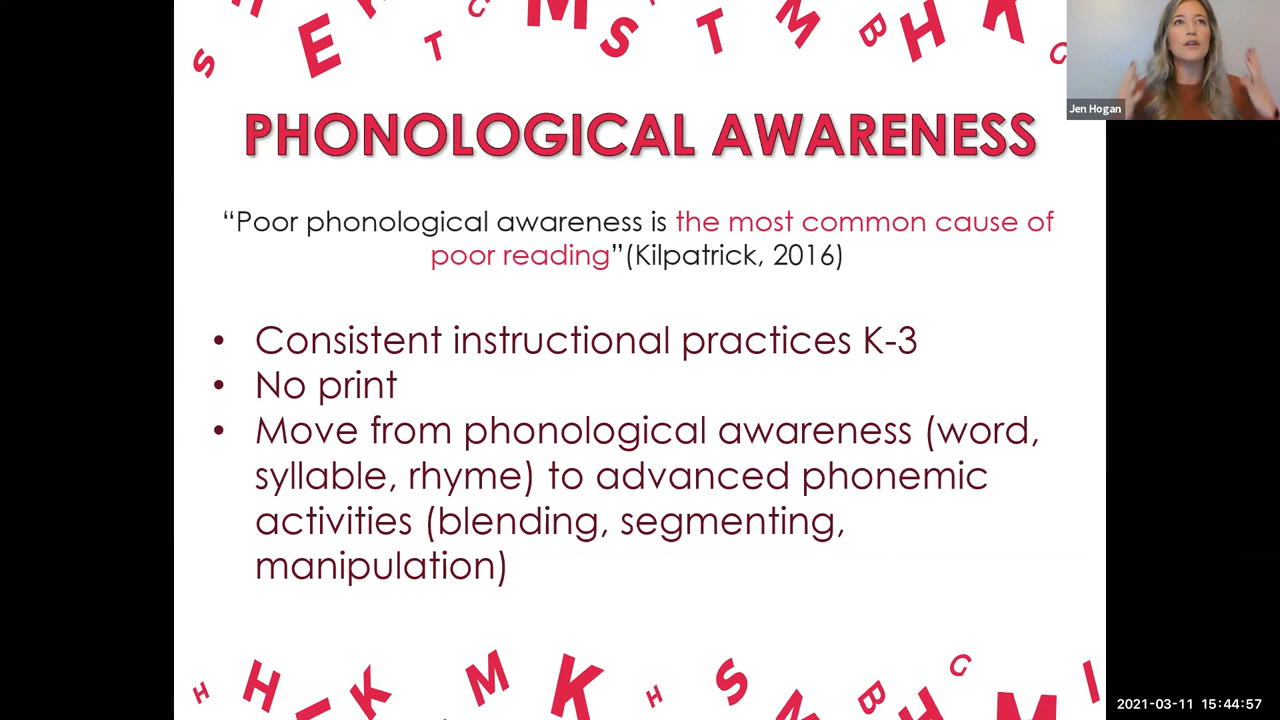 Jen Hogan
PHONOLOGICAL AWARENESS
“Poor phonological awareness is the most common cause of
poor reading”(Kilpatrick, 2016)
• Consistent instructional practices K-3
• No print
• Move from phonological awareness (word,
syllable, rhyme) to advanced phonemic
activities (blending, segmenting,
manipulation)
2021-03-11 15:44:57